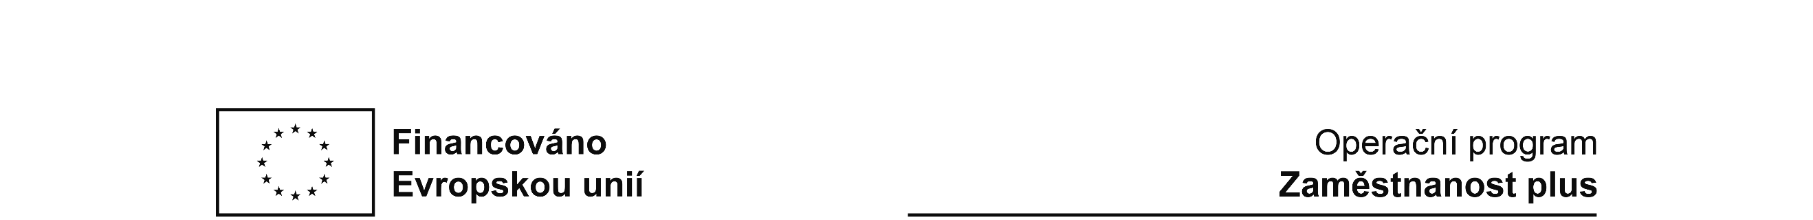 Financováno
Evropskou unií
Operační program
Zaměstnanost plus